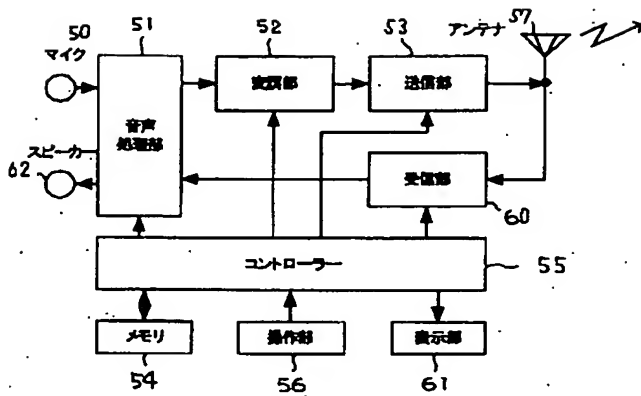 50
マイク
51
52
53
アンテナ
57
音声
処理部
変調部
送信部
スピーカ
62
受信部
60
コントローラー
55
メモリ
操作部
表示部
54
56
61